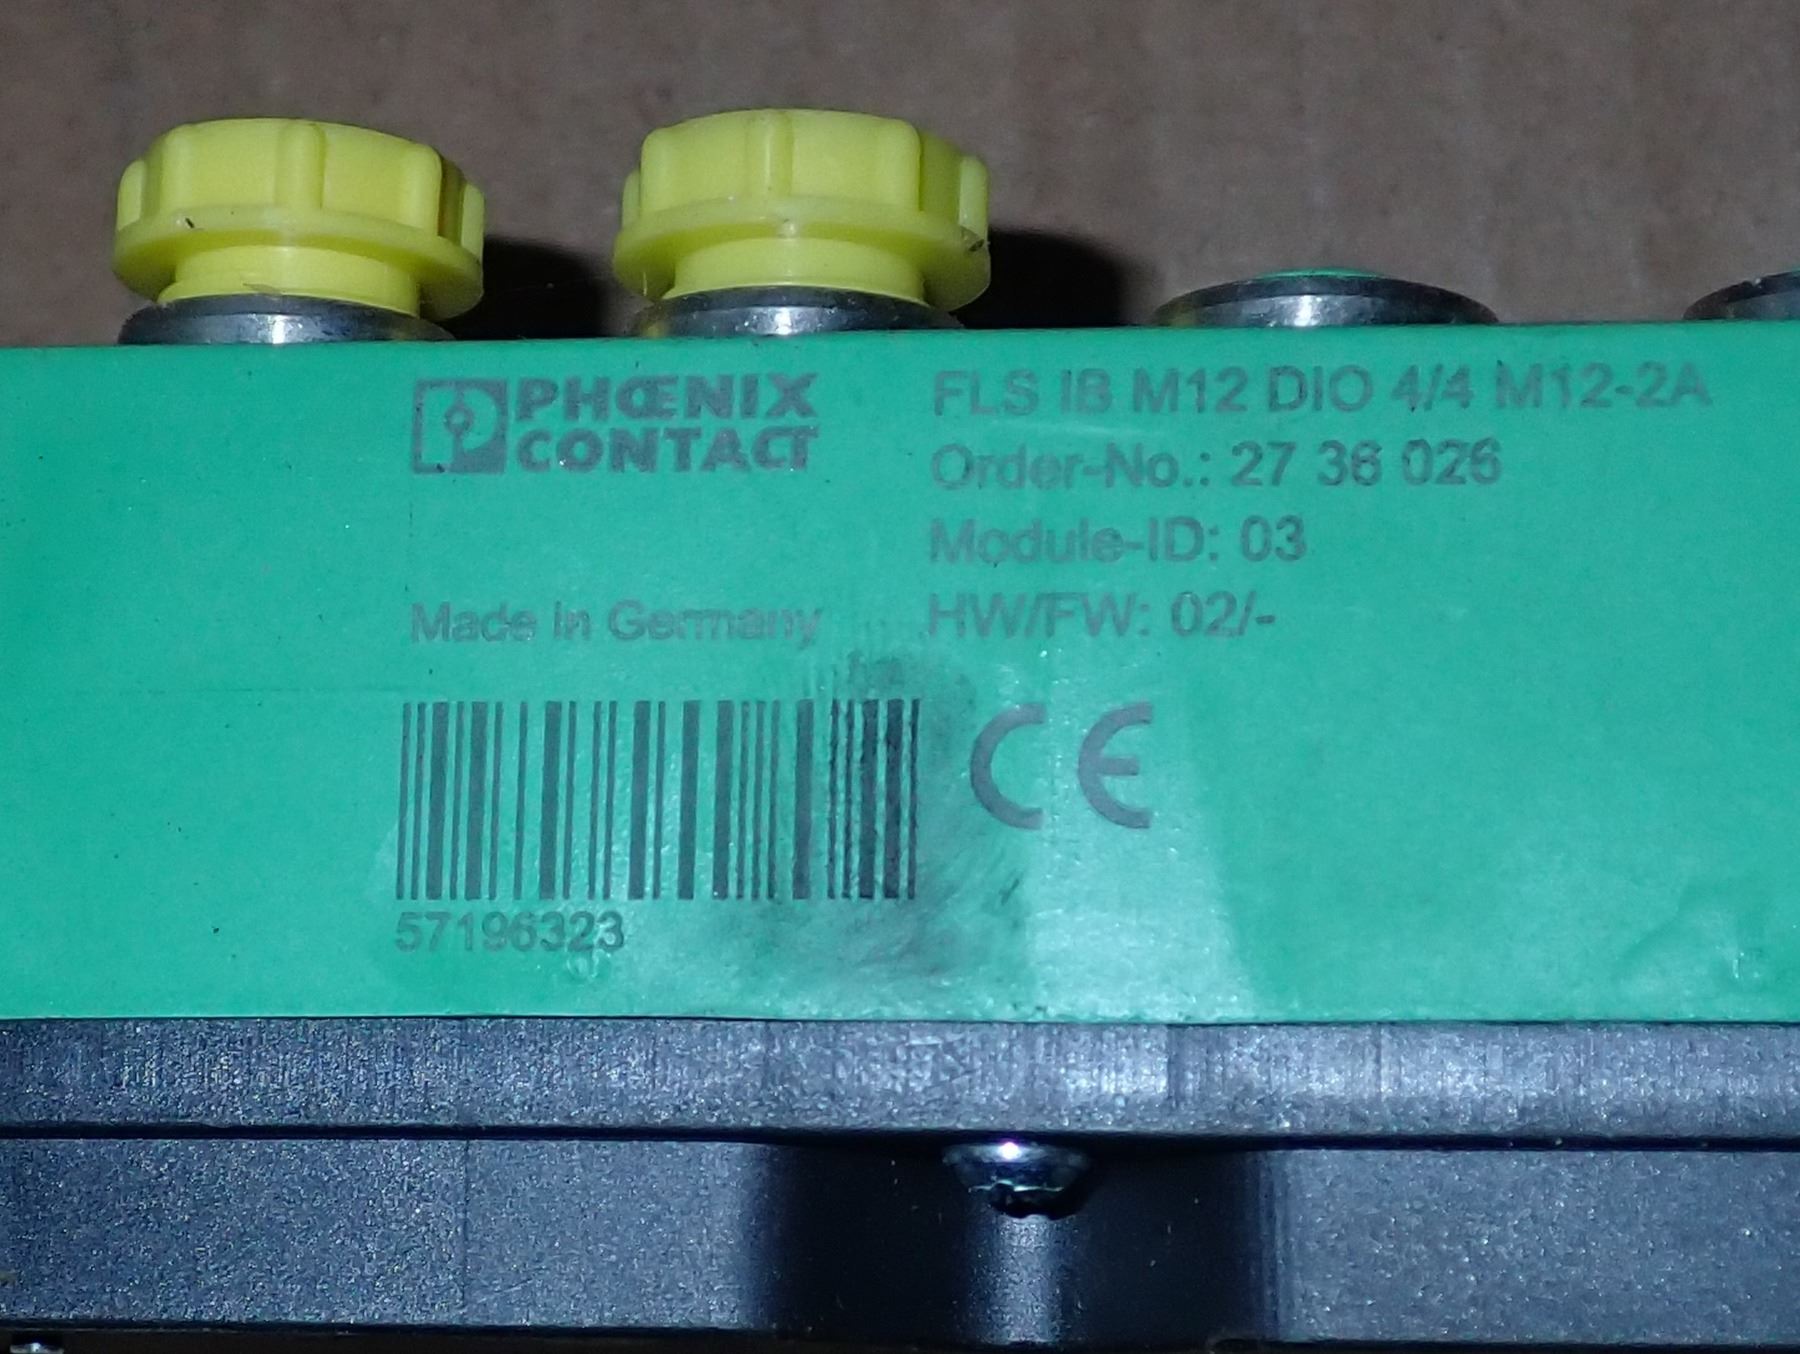 PHŒNIX
CONTACT
FLS IB M12 DIO 4/4 M12-2A
Order-No.: 27 36 026
Module-ID: 03
Made in Germany
HW/FW: 02/-
CE
57196323